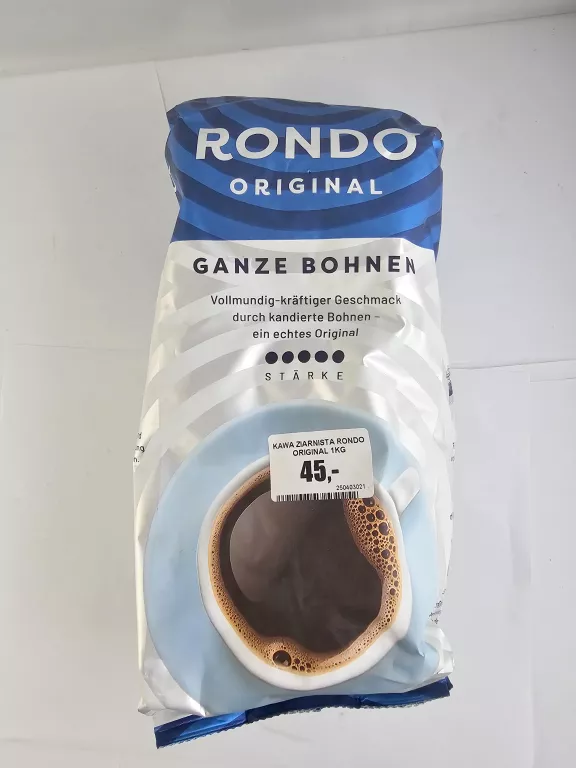 RONDO
ORIGINAL
GANZE BOHNEN
Vollmundig-kräftiger Geschmack
durch kandierte Bohnen –
ein echtes Original
STÄRKE
KAWA ZIARNISTA RONDO
ORIGINAL 1KG
45,-
250403021